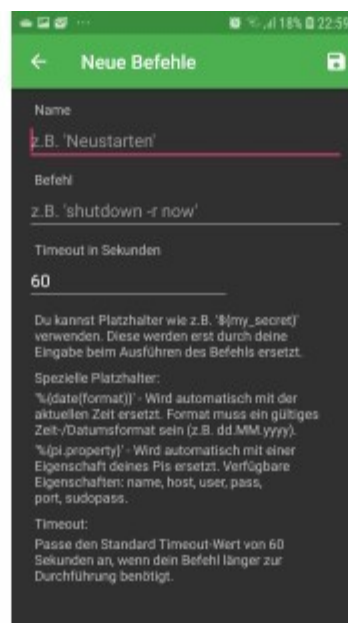 18% 22:59
Neue Befehle
Name
z.B. 'Neustarten'
Befehl
z.B. 'shutdown -r now'
Timeout in Sekunden
60
Du kannst Platzhalter wie z.B. '${my_secret}'
verwenden. Diese werden erst durch deine
Eingabe beim Ausführen des Befehls ersetzt.
Spezielle Platzhalter:
'%{date(format)}' - Wird automatisch mit der
aktuellen Zeit ersetzt. Format muss ein gültiges
Zeit-/Datumsformat sein (z.B. dd.MM.yyyy).
'%{pi.property}' - Wird automatisch mit einer
Eigenschaft deines Pis ersetzt. Verfügbare
Eigenschaften: name, host, user, pass,
port, sudopass.
Timeout:
Passe den Standard Timeout-Wert von 60
Sekunden an, wenn dein Befehl länger zur
Durchführung benötigt.